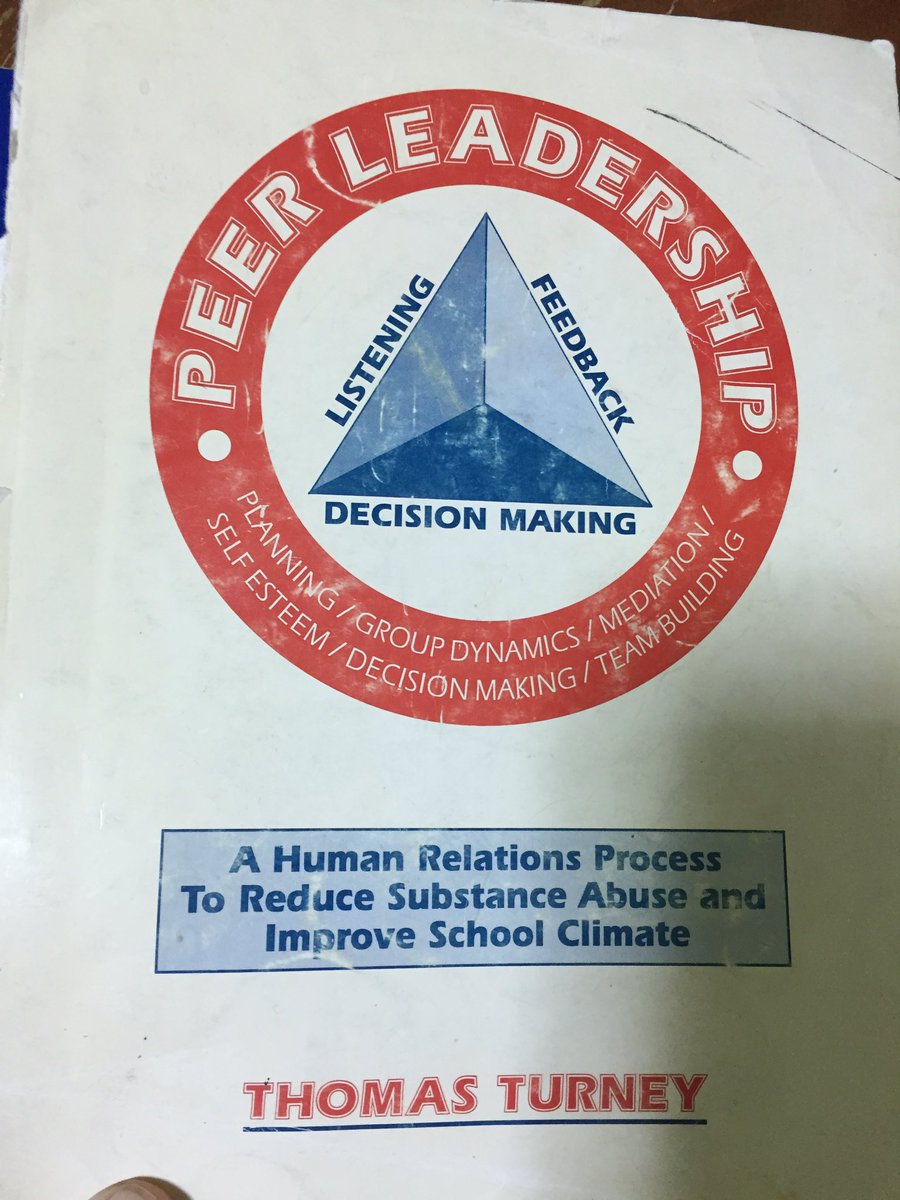 PEER LEADERSHIP
LISTENING
FEEDBACK
DECISION MAKING
PLANNING / GROUP DYNAMICS / MEDIATION /
SELF ESTEEM / DECISION MAKING / TEAM BUILDING
A Human Relations Process
To Reduce Substance Abuse and
Improve School Climate
THOMAS TURNEY